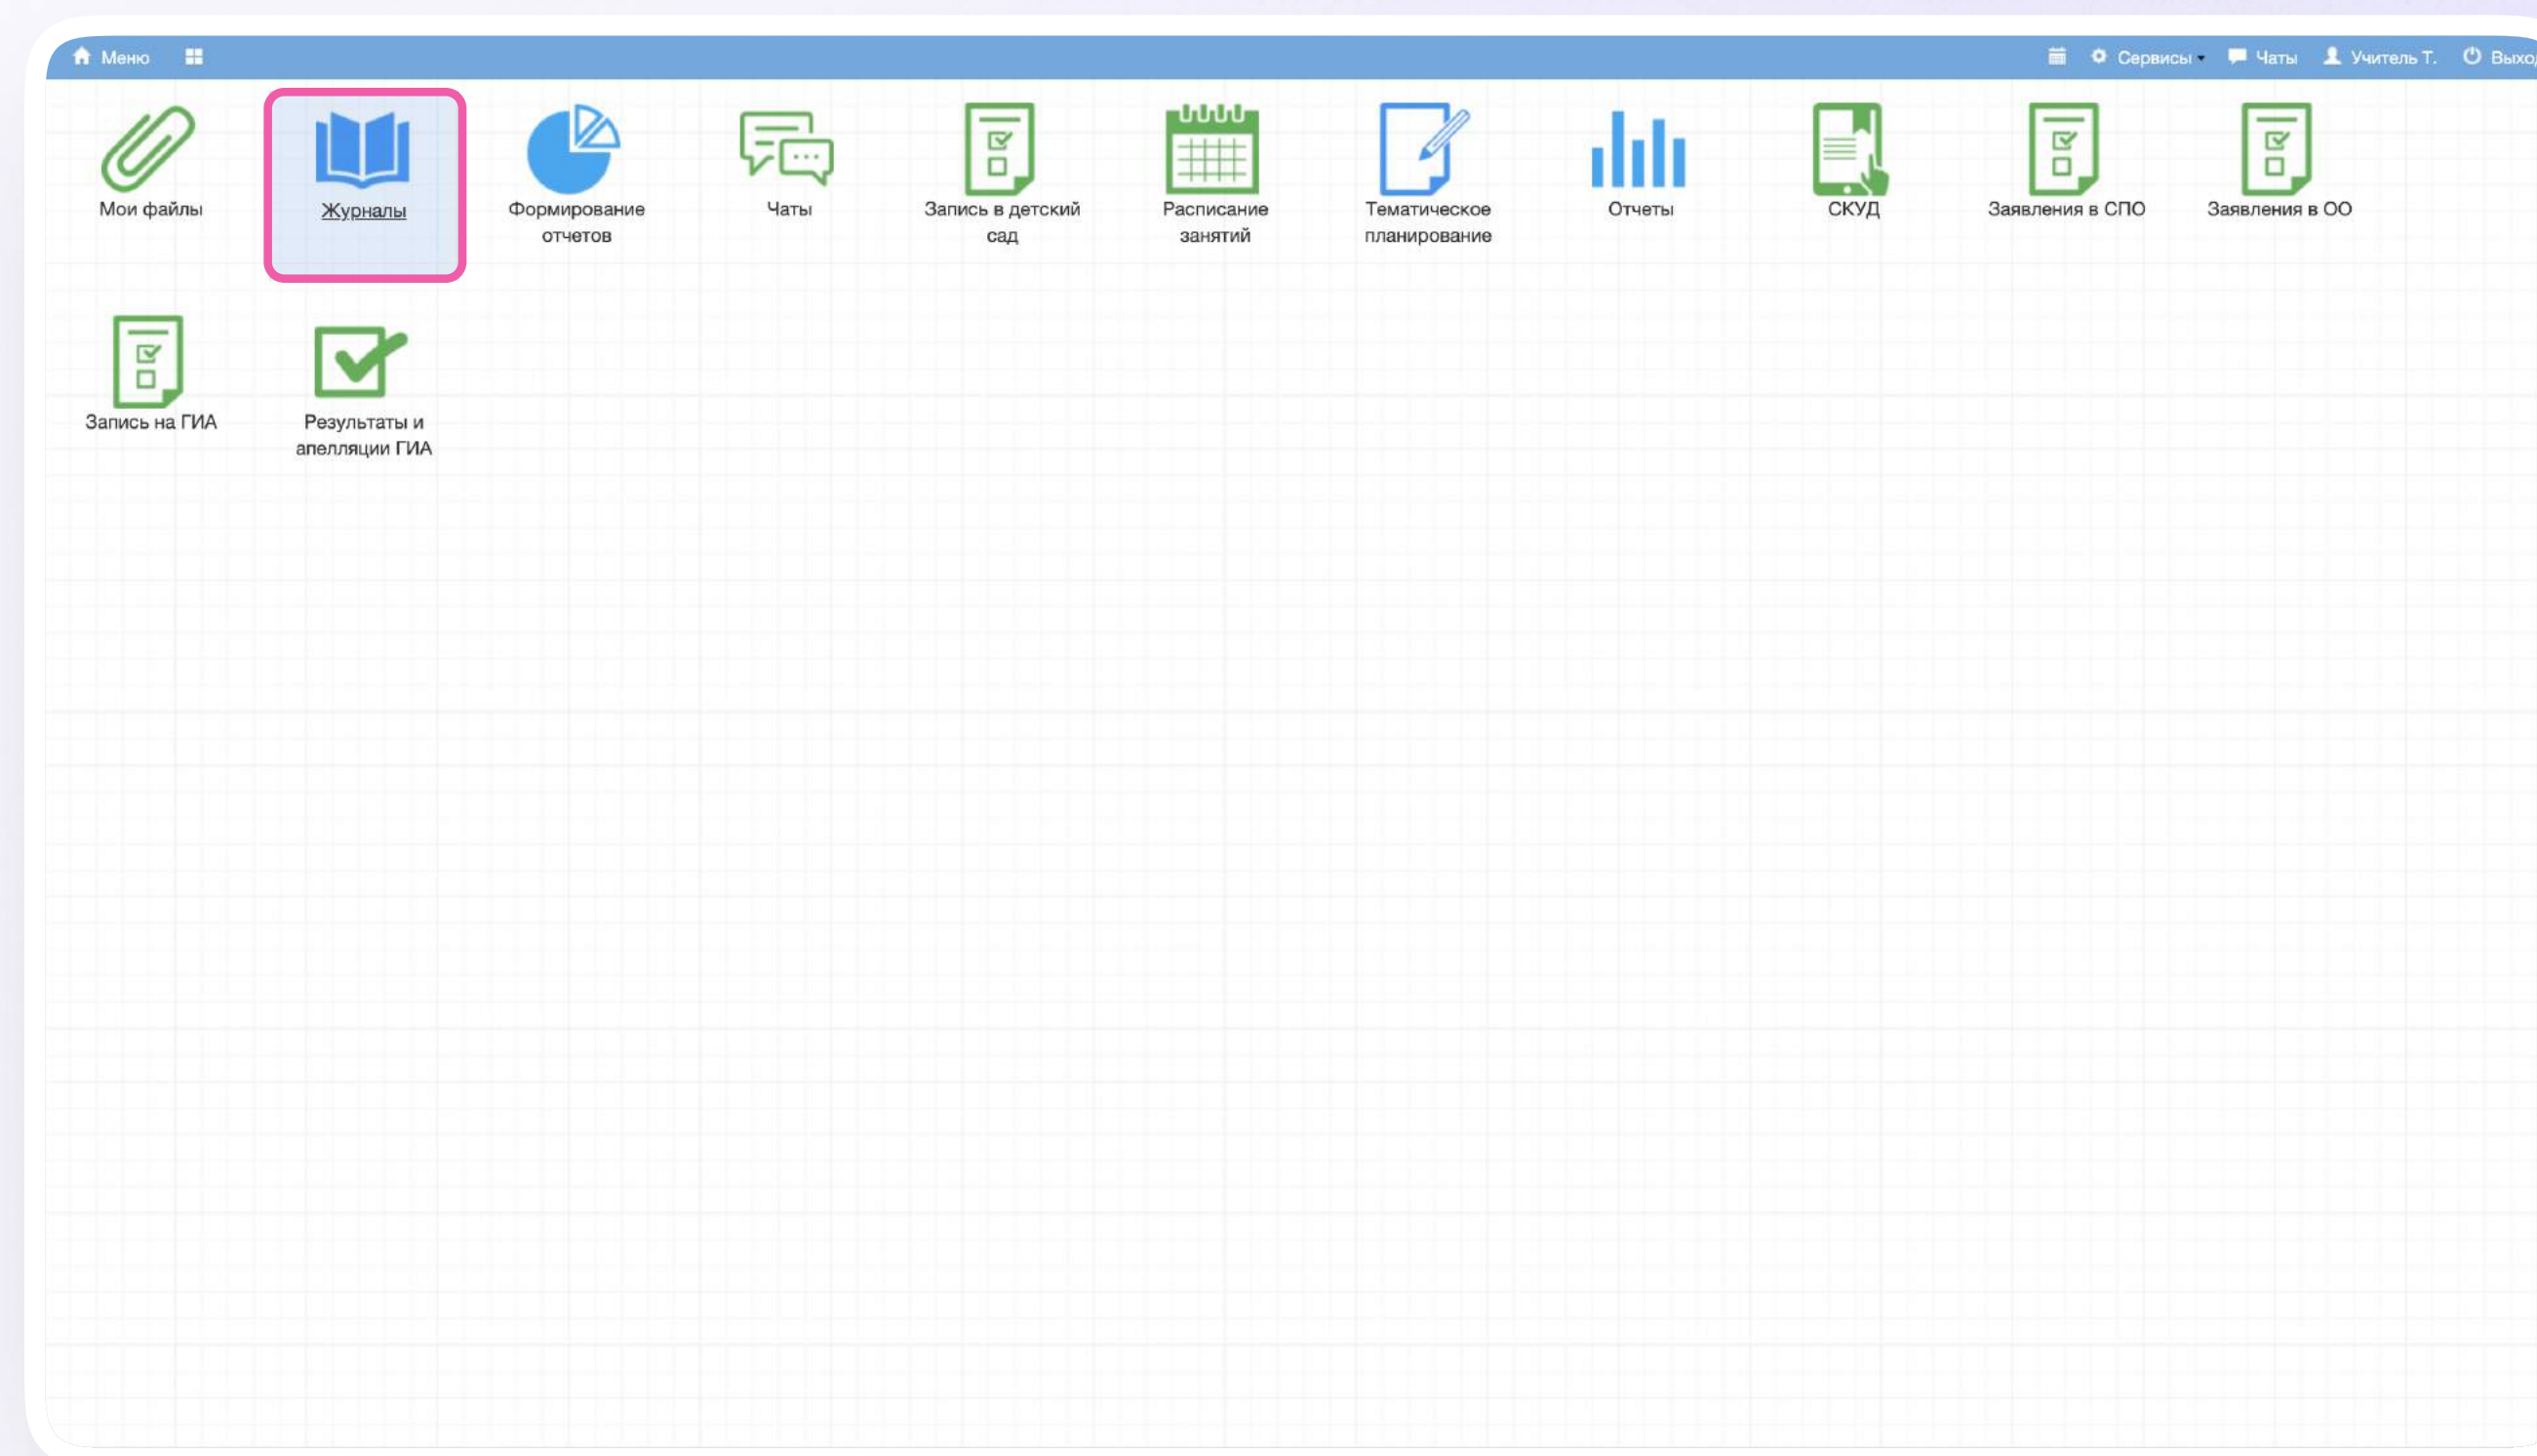 Меню
Сервисы Чаты Учитель Т. Выход
Мои файлы
Журналы
Формирование
отчетов
Чаты
Запись в детский
сад
Расписание
занятий
Тематическое
планирование
Отчеты
СКУД
Заявления в СПО
Заявления в ОО
Запись на ГИА
Результаты и
апелляции ГИА